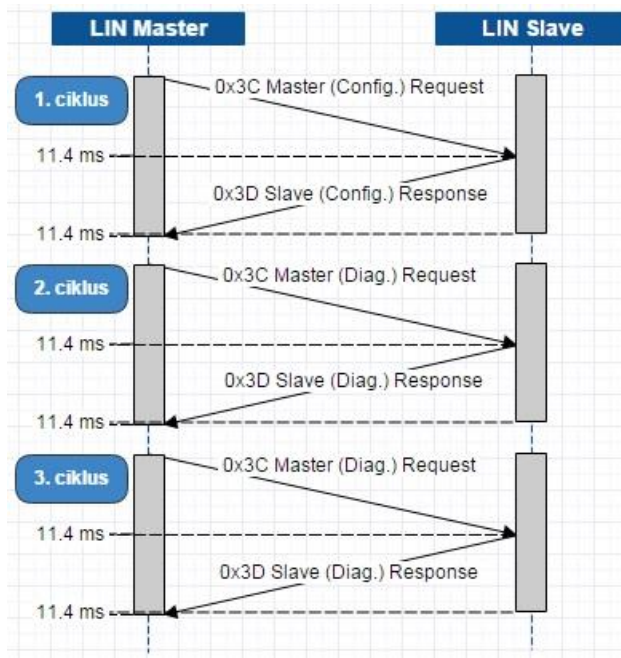 LIN Master
LIN Slave
1. ciklus
0x3C Master (Config.) Request
11.4 ms
0x3D Slave (Config.) Response
11.4 ms
2. ciklus
0x3C Master (Diag.) Request
11.4 ms
0x3D Slave (Diag.) Response
11.4 ms
3. ciklus
0x3C Master (Diag.) Request
11.4 ms
0x3D Slave (Diag.) Response
11.4 ms